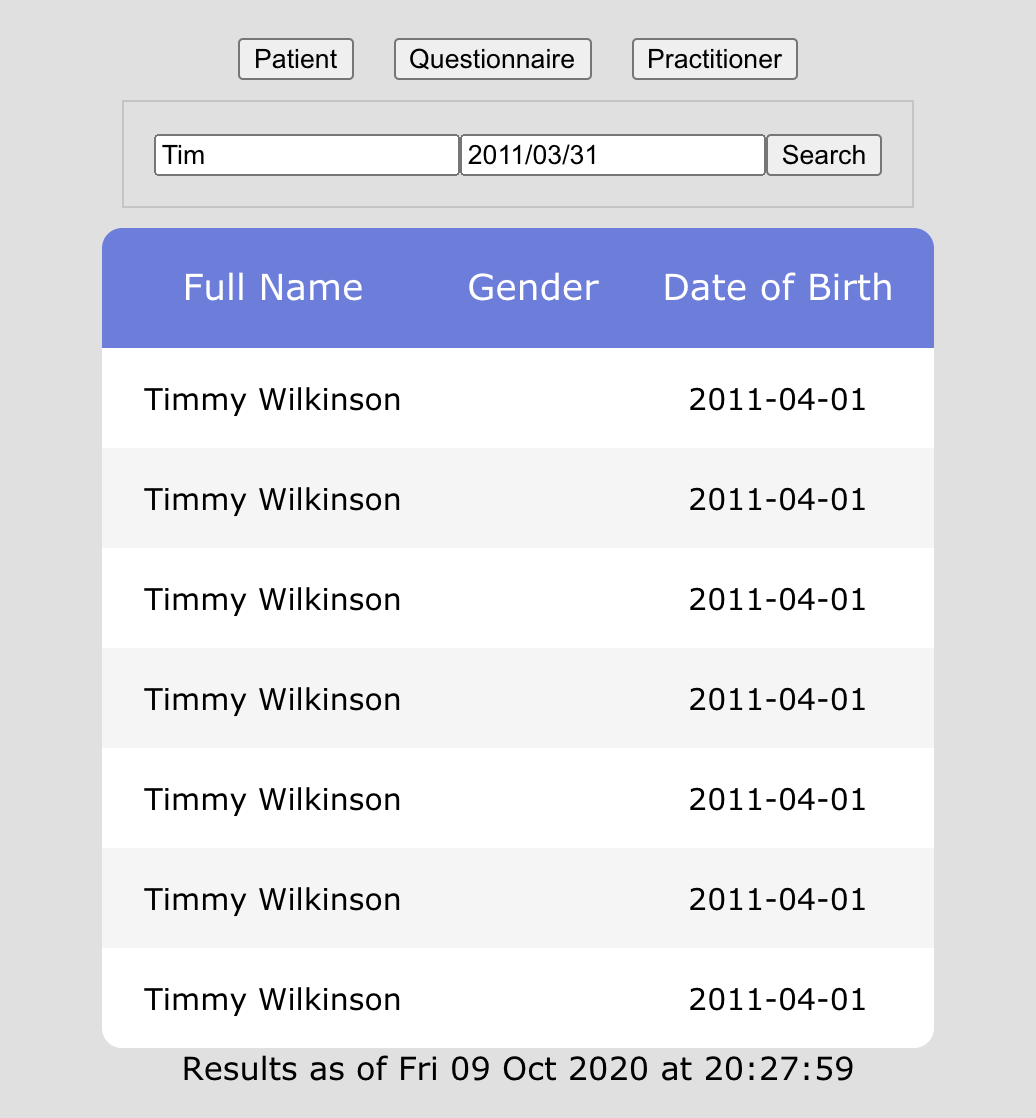 Patient Questionnaire Practitioner
Tim 2011/03/31 Search
Full Name Gender Date of Birth
Timmy Wilkinson 2011-04-01
Timmy Wilkinson 2011-04-01
Timmy Wilkinson 2011-04-01
Timmy Wilkinson 2011-04-01
Timmy Wilkinson 2011-04-01
Timmy Wilkinson 2011-04-01
Timmy Wilkinson 2011-04-01
Results as of Fri 09 Oct 2020 at 20:27:59